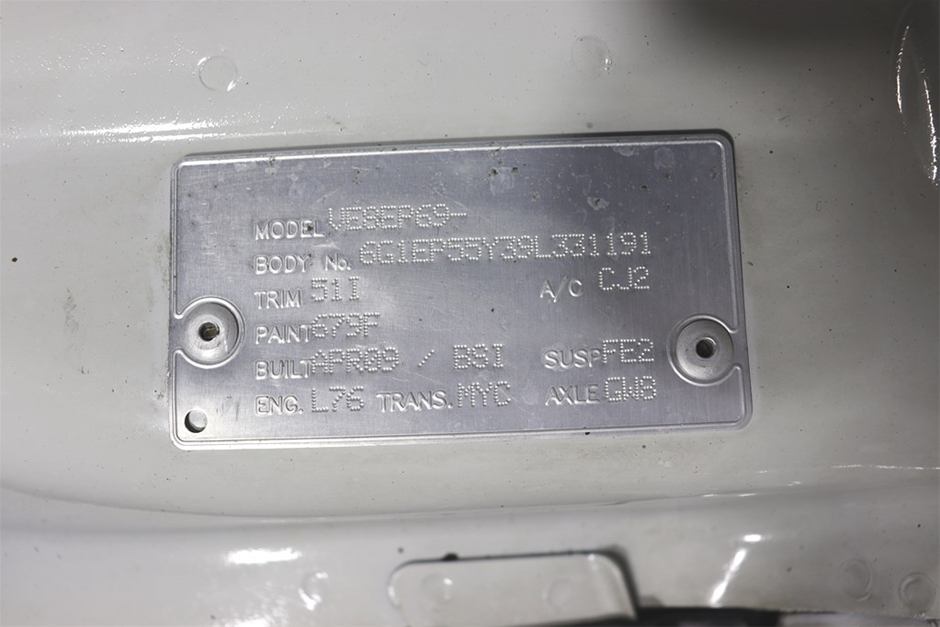 MODEL VE8EP69-
BODY No. 6G1EP55Y39L331191
TRIM 51I A/C CJ2
PAINT 679F
BUILT APR09 / BSI SUSP FE2
ENG. L76 TRANS. MYC AXLE GW8